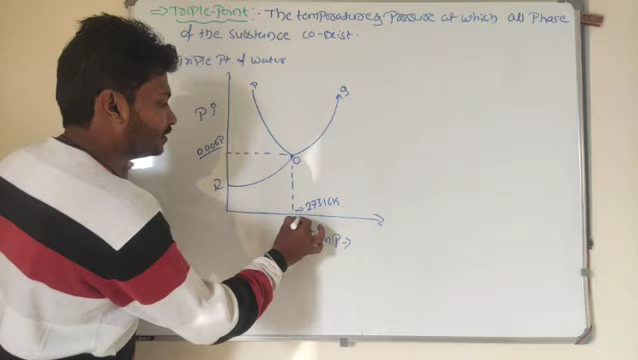 ⇒ Triple-Point :- The temperature & Pressure at which all Phase
of the substance co-exist.
Triple Pt of water
P↑
P
Q
0.006P
O
R
→ 273.16K